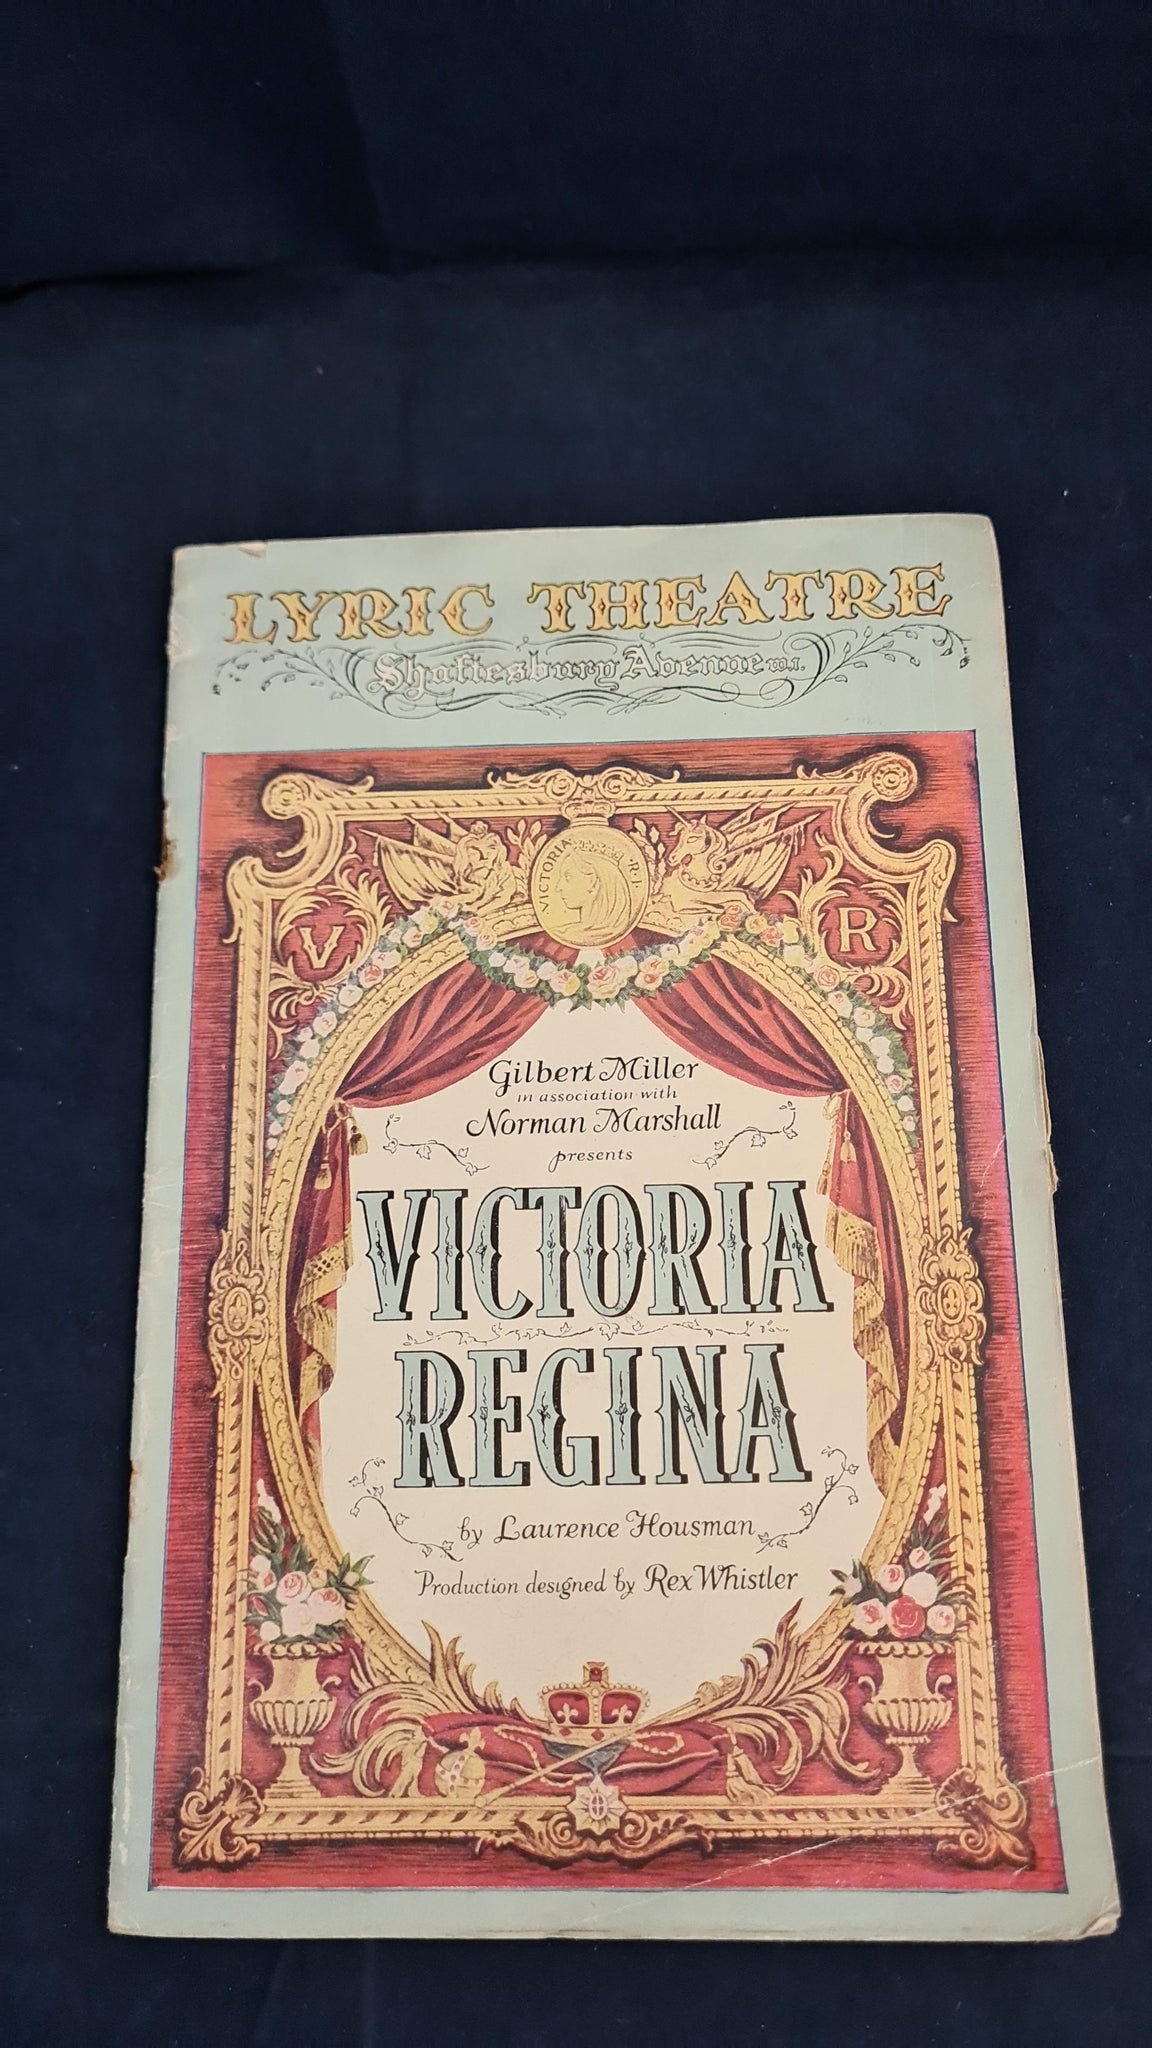 LYRIC THEATRE
Shaftesbury Avenue W.1.
VICTORIA R.I.
V R
Gilbert Miller
in association with
Norman Marshall
presents
VICTORIA
REGINA
by Laurence Housman
Production designed by Rex Whistler